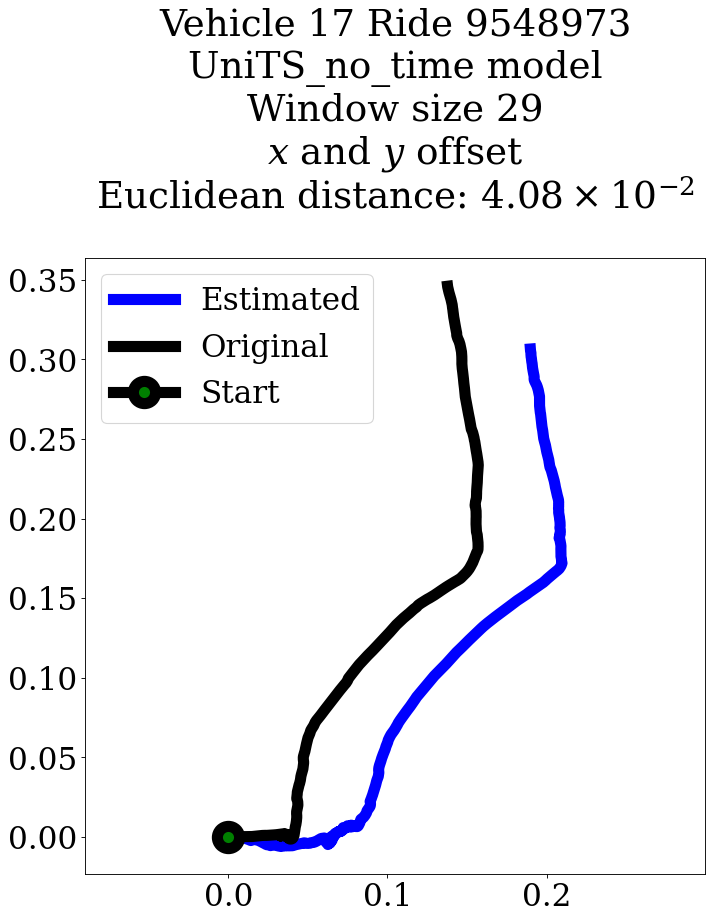 Vehicle 17 Ride 9548973
UniTS_no_time model
Window size 29
x and y offset
Euclidean distance: 4.08 × 10⁻²
Estimated
Original
Start
0.35
0.30
0.25
0.20
0.15
0.10
0.05
0.00
0.0 0.1 0.2